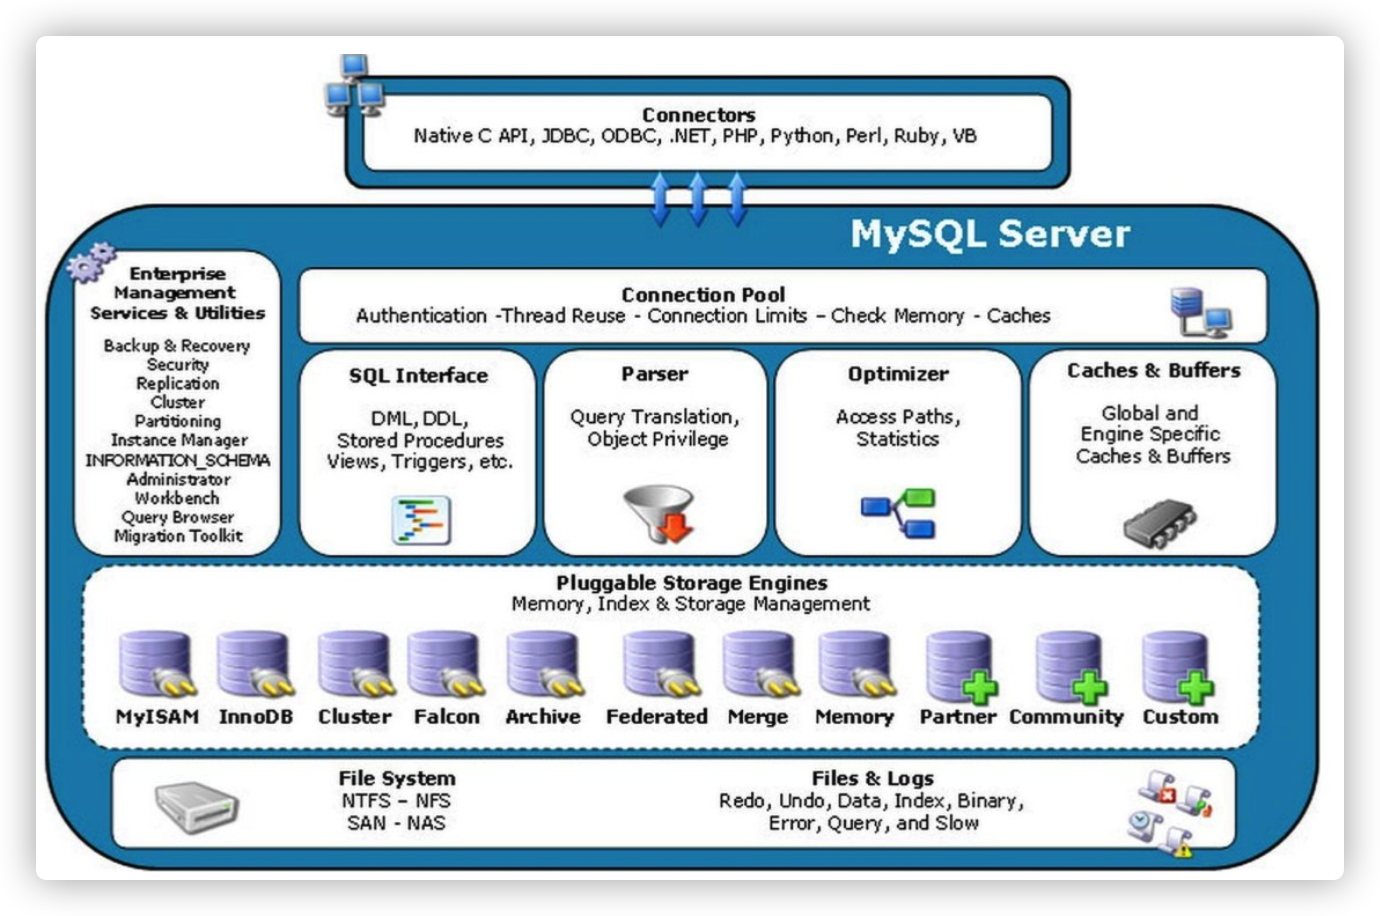 Connectors
Native C API, JDBC, ODBC, .NET, PHP, Python, Perl, Ruby, VB
MySQL Server
Enterprise
Management
Services & Utilities
Backup & Recovery
Security
Replication
Cluster
Partitioning
Instance Manager
INFORMATION_SCHEMA
Administrator
Workbench
Query Browser
Migration Toolkit
Connection Pool
Authentication -Thread Reuse - Connection Limits – Check Memory - Caches
SQL Interface
DML, DDL,
Stored Procedures
Views, Triggers, etc.
Parser
Query Translation,
Object Privilege
Optimizer
Access Paths,
Statistics
Caches & Buffers
Global and
Engine Specific
Caches & Buffers
Pluggable Storage Engines
Memory, Index & Storage Management
MyISAM
InnoDB
Cluster
Falcon
Archive
Federated
Merge
Memory
Partner
Community
Custom
File System
NTFS – NFS
SAN - NAS
Files & Logs
Redo, Undo, Data, Index, Binary,
Error, Query, and Slow